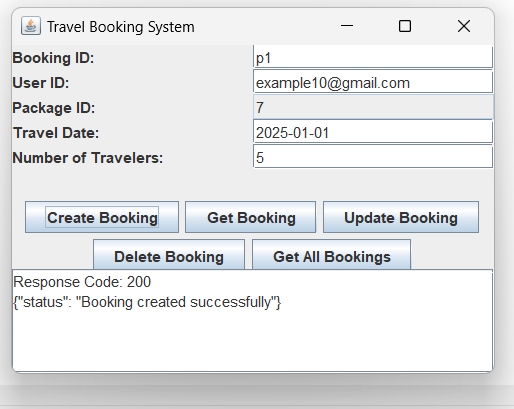 Travel Booking System
Booking ID: p1
User ID: example10@gmail.com
Package ID: 7
Travel Date: 2025-01-01
Number of Travelers: 5
Create Booking Get Booking Update Booking
Delete Booking Get All Bookings
Response Code: 200
{"status": "Booking created successfully"}